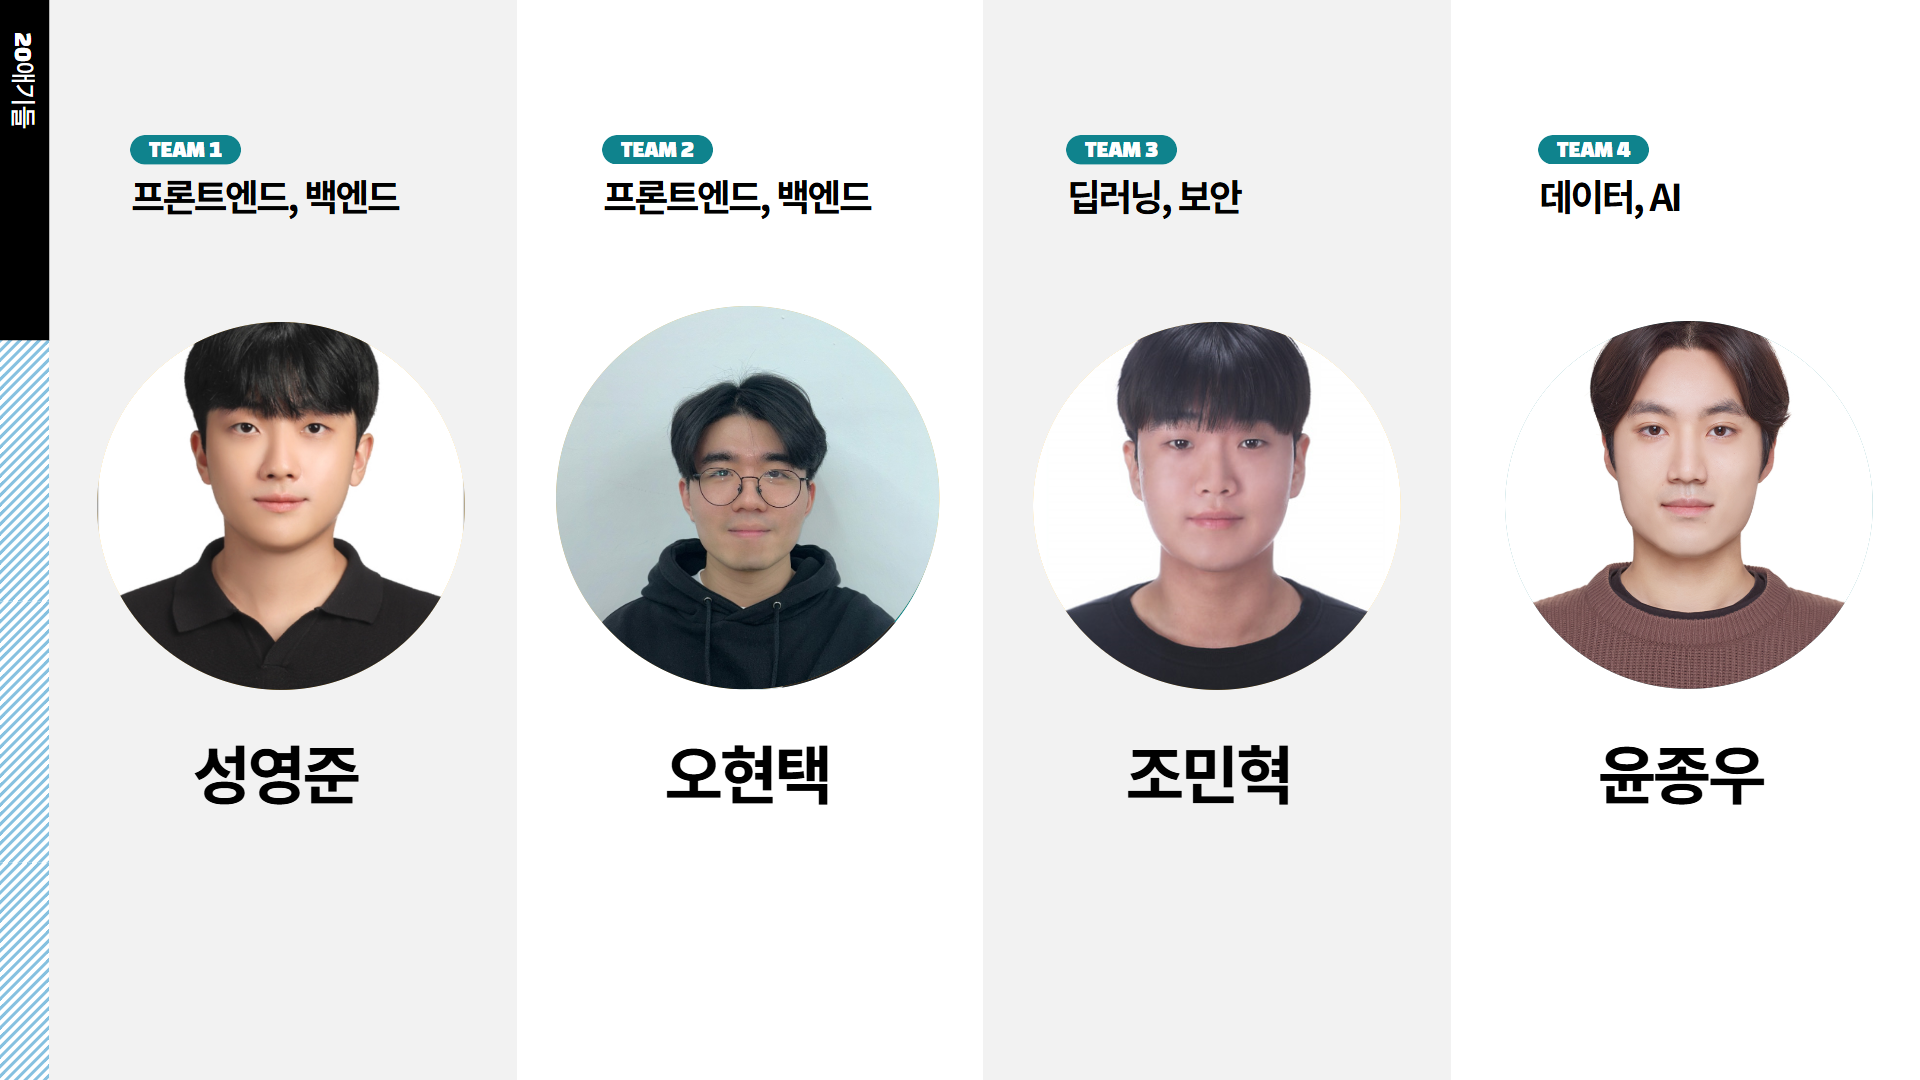 20애기들
TEAM 1
프론트엔드, 백엔드
성영준
TEAM 2
프론트엔드, 백엔드
오현택
TEAM 3
딥러닝, 보안
조민혁
TEAM 4
데이터, AI
윤종우